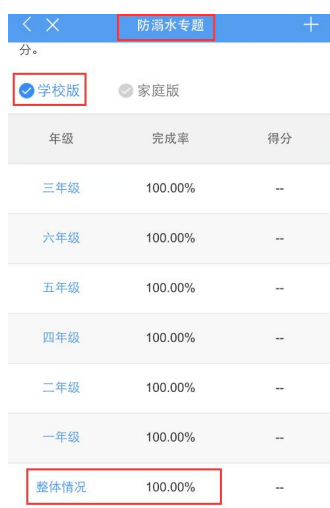 防溺水专题
分。
学校版 家庭版
年级 完成率 得分
三年级 100.00% --
六年级 100.00% --
五年级 100.00% --
四年级 100.00% --
二年级 100.00% --
一年级 100.00% --
整体情况 100.00% --